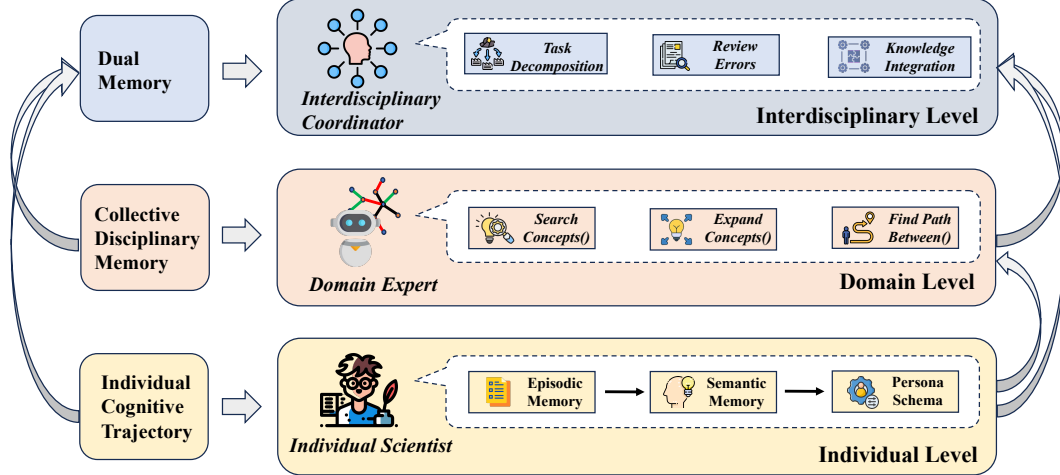 Dual
Memory
Interdisciplinary
Coordinator
Task
Decomposition
Review
Errors
Knowledge
Integration
Interdisciplinary Level
Collective
Disciplinary
Memory
Domain Expert
Search
Concepts()
Expand
Concepts()
Find Path
Between()
Domain Level
Individual
Cognitive
Trajectory
Individual Scientist
Episodic
Memory
Semantic
Memory
Persona
Schema
Individual Level